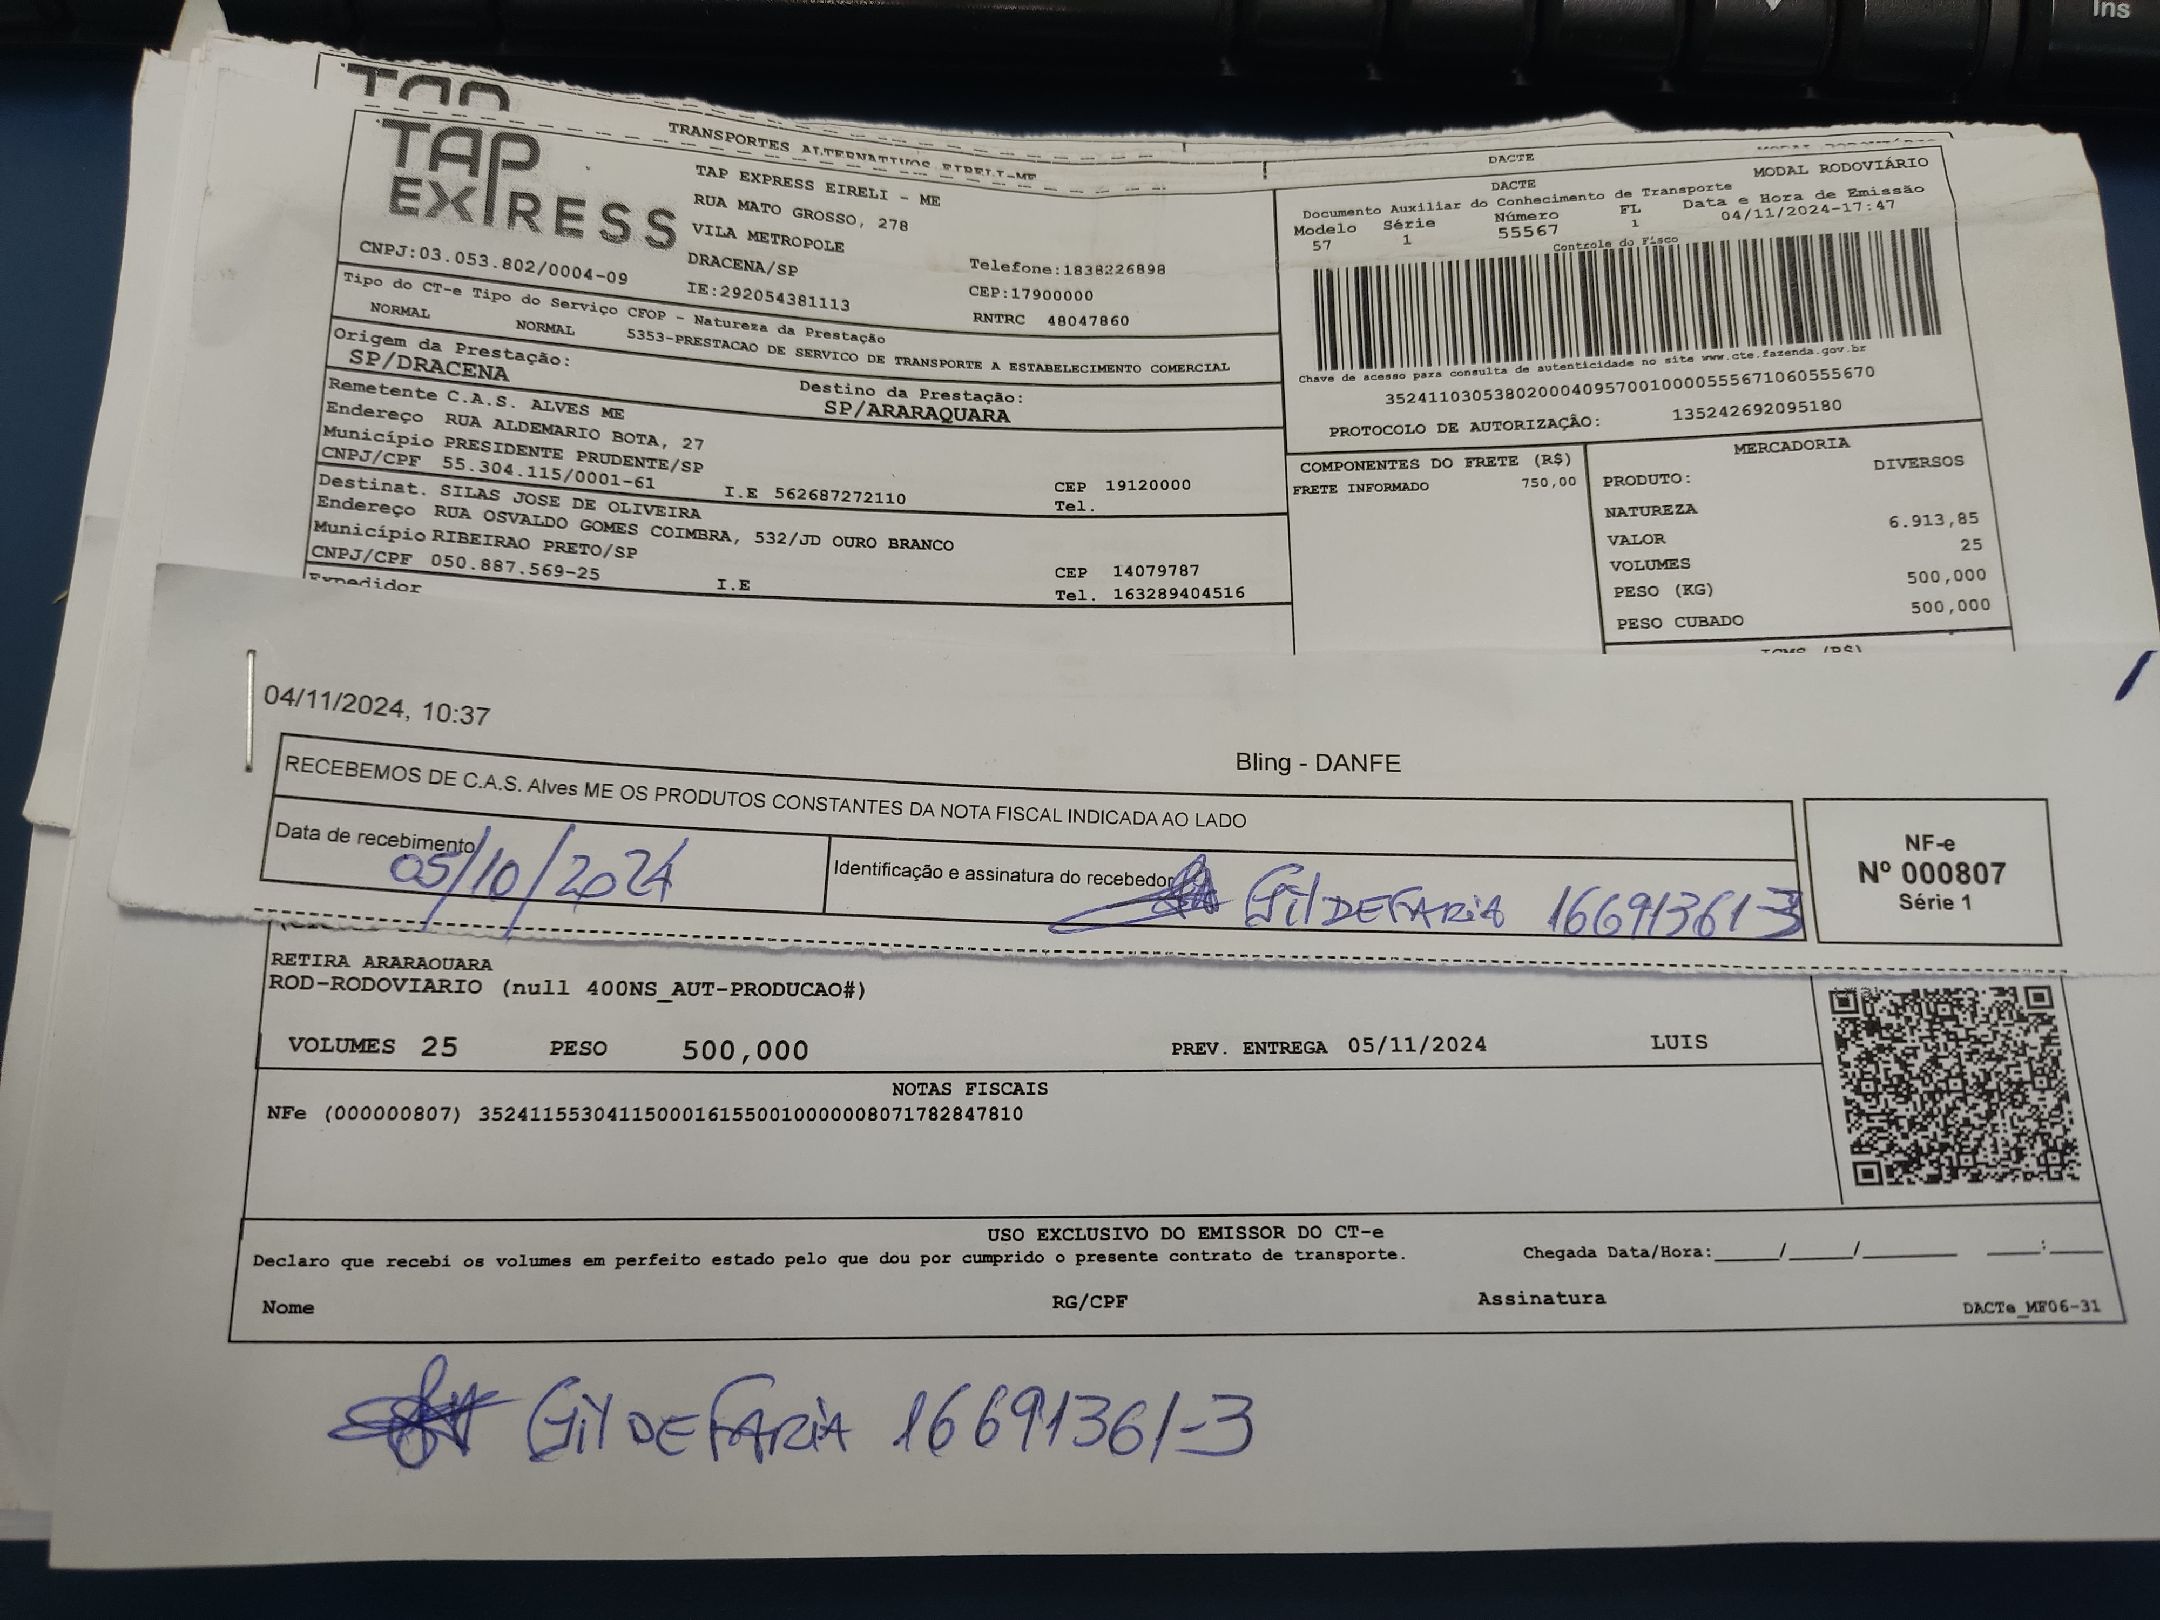 Ins
TAP
TRANSPORTES ALTERNATIVOS EIRELI-ME
DACTE
TAP EXPRESS
TAP EXPRESS EIRELI - ME
RUA MATO GROSSO, 278
VILA METROPOLE
DRACENA/SP
Telefone:1838226898
CNPJ:03.053.802/0004-09
IE:292054381113
CEP:17900000
RNTRC 48047860
DACTE
MODAL RODOVIÁRIO
Documento Auxiliar do Conhecimento de Transporte
Modelo Série Número FL Data e Hora de Emissão
57 1 55567 1 04/11/2024-17:47
Controle do Fisco
Chave de acesso para consulta de autenticidade no site www.cte.fazenda.gov.br
35241103053802000409570010000555671060555670
PROTOCOLO DE AUTORIZAÇÃO: 135242692095180
Tipo do CT-e Tipo do Serviço CFOP - Natureza da Prestação
NORMAL NORMAL 5353-PRESTACAO DE SERVICO DE TRANSPORTE A ESTABELECIMENTO COMERCIAL
Origem da Prestação: Destino da Prestação:
SP/DRACENA SP/ARARAQUARA
Remetente C.A.S. ALVES ME
Endereço RUA ALDEMARIO BOTA, 27
Município PRESIDENTE PRUDENTE/SP CEP 19120000
CNPJ/CPF 55.304.115/0001-61 I.E 562687272110 Tel.
Destinat. SILAS JOSE DE OLIVEIRA
Endereço RUA OSVALDO GOMES COIMBRA, 532/JD OURO BRANCO
Município RIBEIRAO PRETO/SP CEP 14079787
CNPJ/CPF 050.887.569-25 I.E Tel. 163289404516
Expedidor
COMPONENTES DO FRETE (R$)
FRETE INFORMADO 750,00
MERCADORIA
PRODUTO: DIVERSOS
NATUREZA
VALOR 6.913,85
VOLUMES 25
PESO (KG) 500,000
PESO CUBADO 500,000
ICMS (R$)
04/11/2024, 10:37
Bling - DANFE
RECEBEMOS DE C.A.S. Alves ME OS PRODUTOS CONSTANTES DA NOTA FISCAL INDICADA AO LADO
Data de recebimento
05/10/2024
Identificação e assinatura do recebedor
Gil DE FARIA 16691361-3
NF-e
Nº 000807
Série 1
RETIRA ARARAQUARA
ROD-RODOVIARIO (null 400NS_AUT-PRODUCAO#)
VOLUMES 25 PESO 500,000 PREV. ENTREGA 05/11/2024 LUIS
NOTAS FISCAIS
NFe (000000807) 35241155304115000161550010000008071782847810
USO EXCLUSIVO DO EMISSOR DO CT-e
Declaro que recebi os volumes em perfeito estado pelo que dou por cumprido o presente contrato de transporte. Chegada Data/Hora:____/____/______ ___:____
Nome RG/CPF Assinatura DACTe_MF06-31
Gil DE FARIA 16691361-3